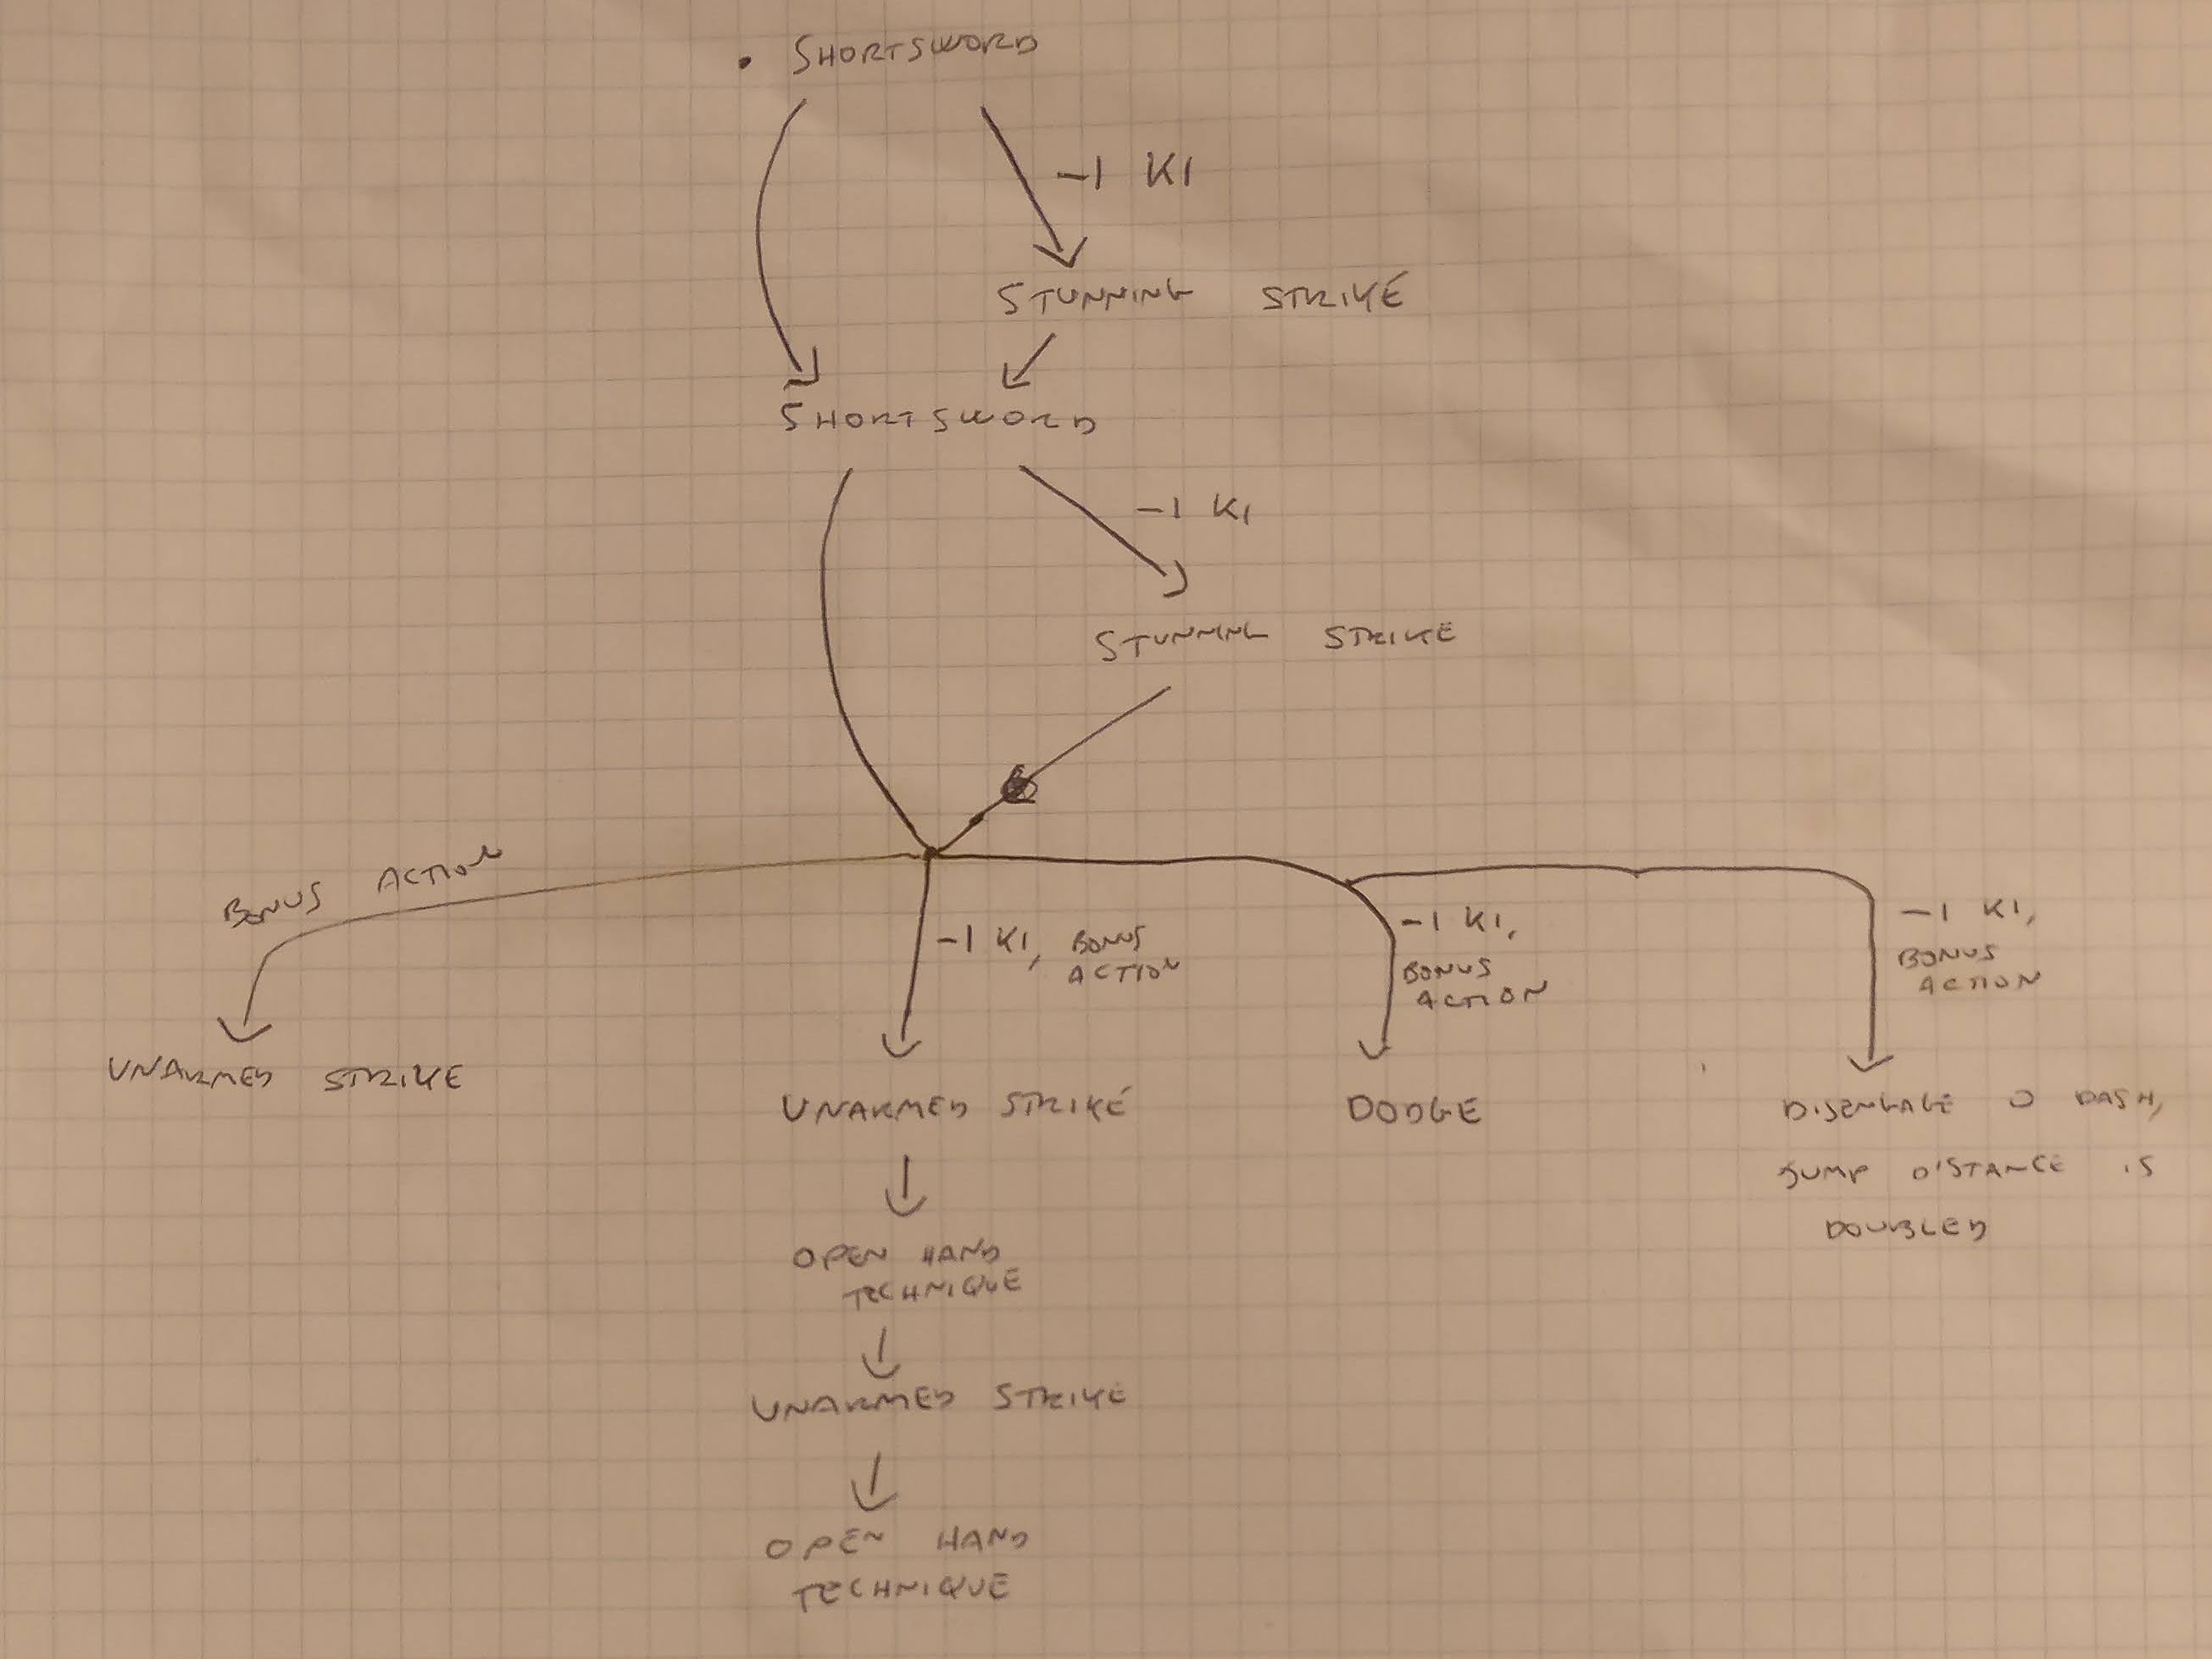 • SHORTSWORD
-1 KI
STUNNING STRIKE
SHORTSWORD
-1 KI
STUNNING STRIKE
BONUS ACTION
-1 KI, BONUS
ACTION
-1 KI,
BONUS
ACTION
-1 KI,
BONUS
ACTION
UNARMED STRIKE
UNARMED STRIKE
DODGE
DISENGAGE O DASH,
JUMP DISTANCE IS
DOUBLED
OPEN HAND
TECHNIQUE
UNARMED STRIKE
OPEN HAND
TECHNIQUE